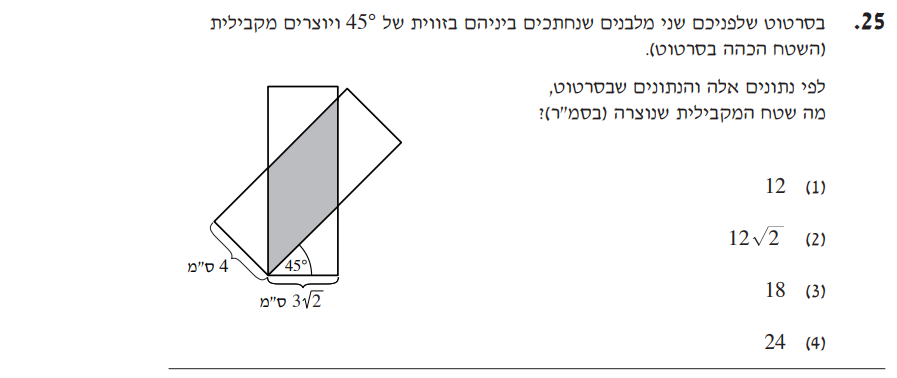 25. בסרטוט שלפניכם שני מלבנים שנחתכים ביניהם בזווית של 45° ויוצרים מקבילית
(השטח הכהה בסרטוט).
לפי נתונים אלה והנתונים שבסרטוט,
מה שטח המקבילית שנוצרה (בסמ"ר)?
(1) 12
(2) 12√2
(3) 18
(4) 24
4 ס"מ
45°
3√2 ס"מ